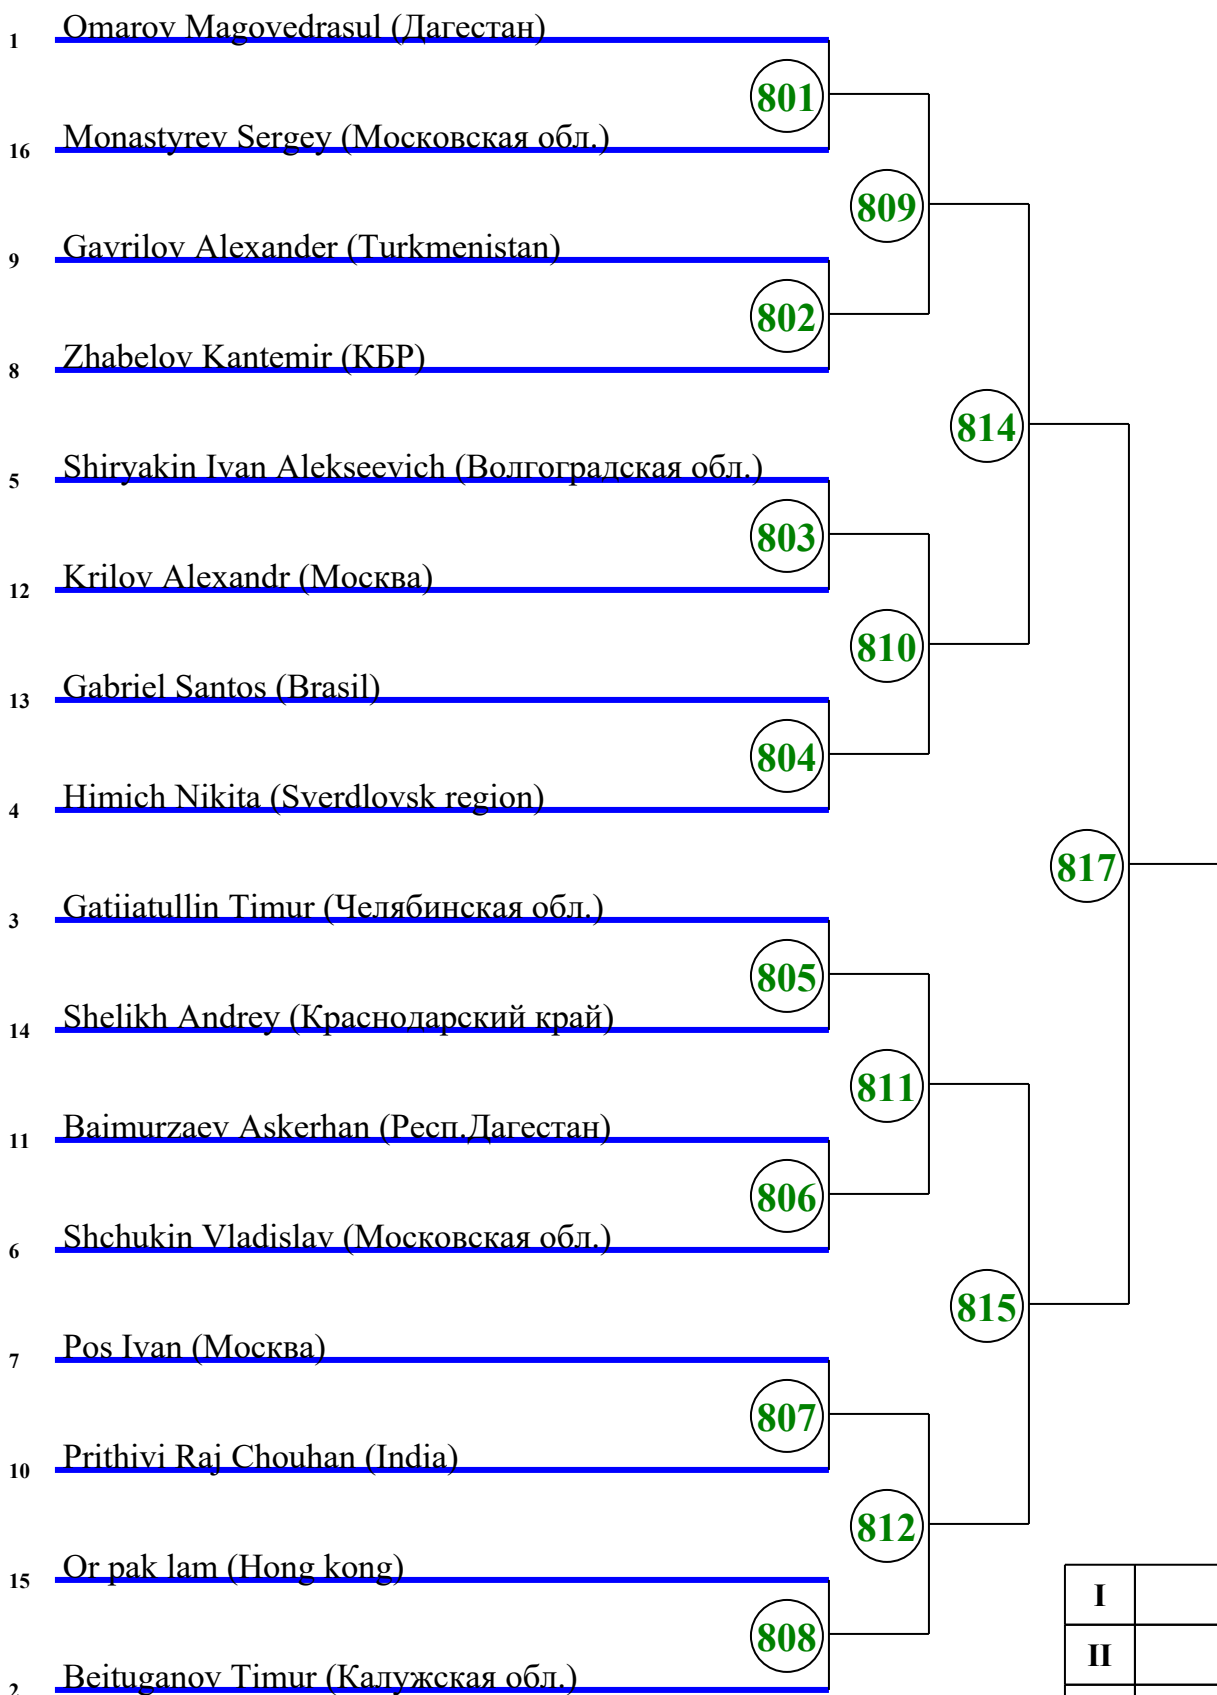 1 Omarov Magovedrasul (Дагестан)
801
16 Monastyrev Sergey (Московская обл.)
809
9 Gavrilov Alexander (Turkmenistan)
802
8 Zhabelov Kantemir (КБР)
814
5 Shiryakin Ivan Alekseevich (Волгоградская обл.)
803
12 Krilov Alexandr (Москва)
810
13 Gabriel Santos (Brasil)
804
4 Himich Nikita (Sverdlovsk region)
817
3 Gatiiatullin Timur (Челябинская обл.)
805
14 Shelikh Andrey (Краснодарский край)
811
11 Baimurzaev Askerhan (Респ.Дагестан)
806
6 Shchukin Vladislav (Московская обл.)
815
7 Pos Ivan (Москва)
807
10 Prithivi Raj Chouhan (India)
812
15 Or pak lam (Hong kong)
I
808
II
2 Beituganov Timur (Калужская обл.)